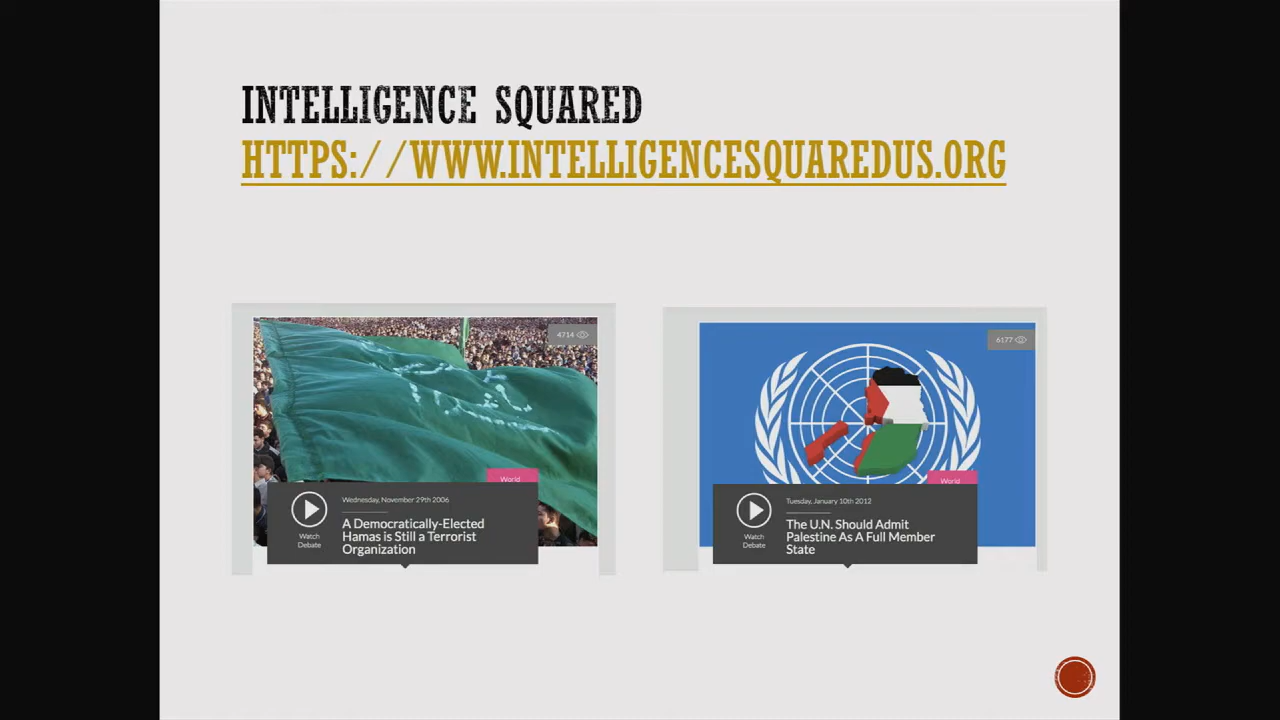 INTELLIGENCE SQUARED
HTTPS://WWW.INTELLIGENCESQUAREDUS.ORG
4714
World
Wednesday, November 29th 2006
Watch
Debate
A Democratically-Elected
Hamas is Still a Terrorist
Organization
6177
World
Tuesday, January 10th 2012
Watch
Debate
The U.N. Should Admit
Palestine As A Full Member
State